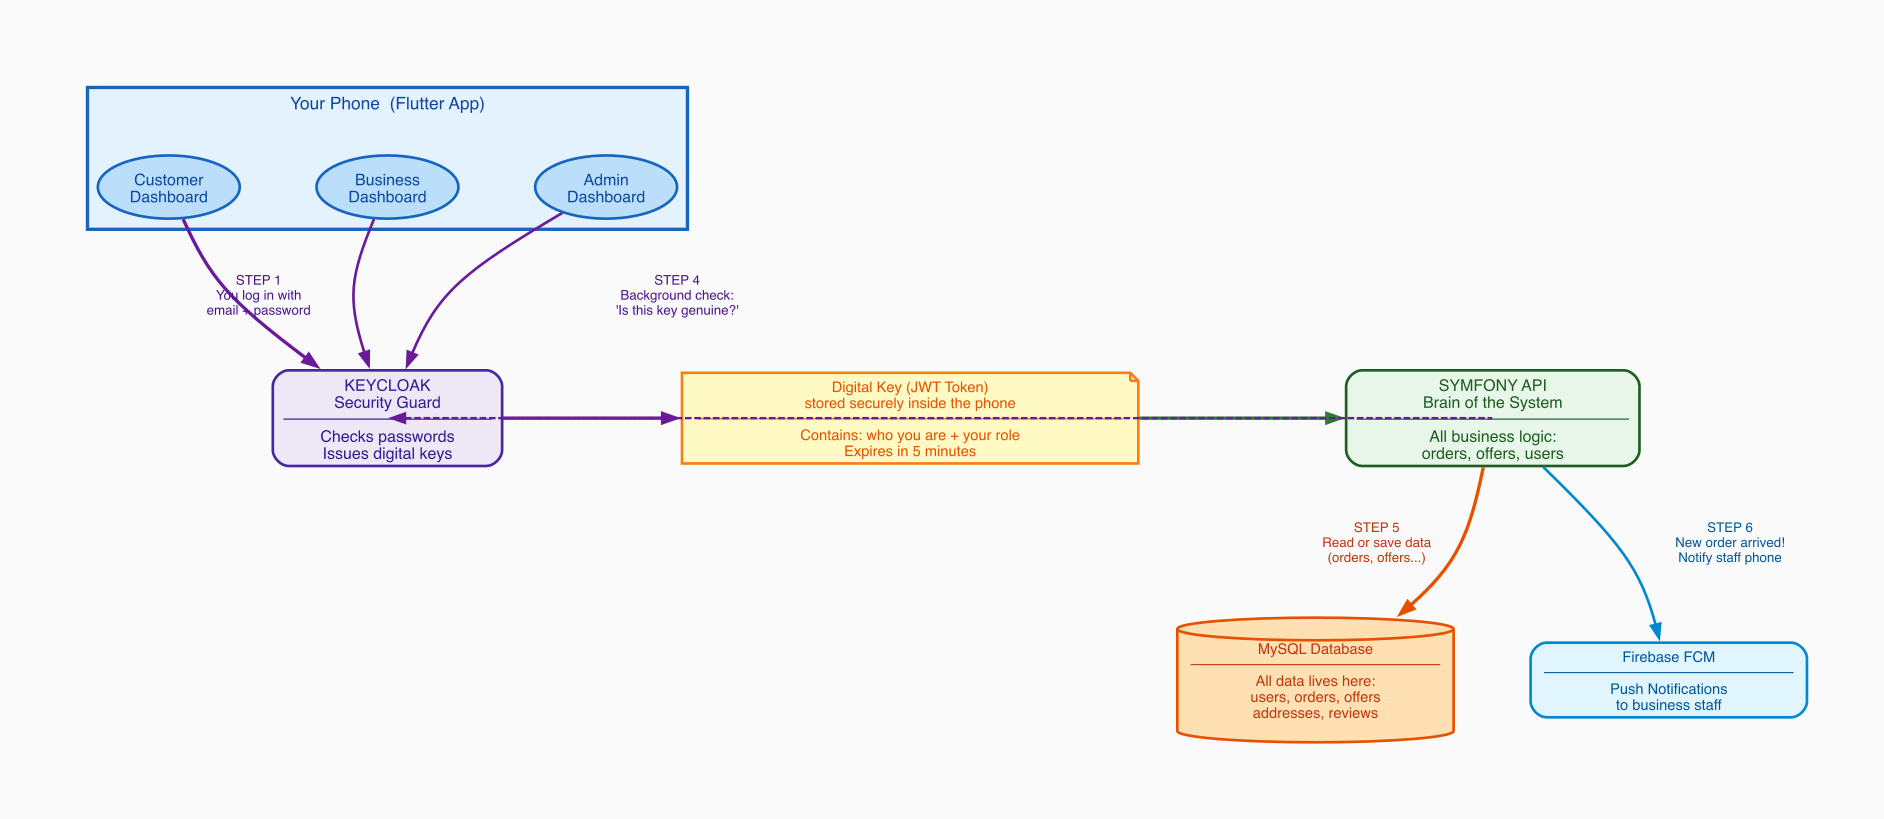 Your Phone  (Flutter App)
Customer
Dashboard
Business
Dashboard
Admin
Dashboard
STEP 1
You log in with
email + password
STEP 4
Background check:
'Is this key genuine?'
KEYCLOAK
Security Guard
Checks passwords
Issues digital keys
Digital Key (JWT Token)
stored securely inside the phone
Contains: who you are + your role
Expires in 5 minutes
SYMFONY API
Brain of the System
All business logic:
orders, offers, users
STEP 5
Read or save data
(orders, offers...)
STEP 6
New order arrived!
Notify staff phone
MySQL Database
All data lives here:
users, orders, offers
addresses, reviews
Firebase FCM
Push Notifications
to business staff